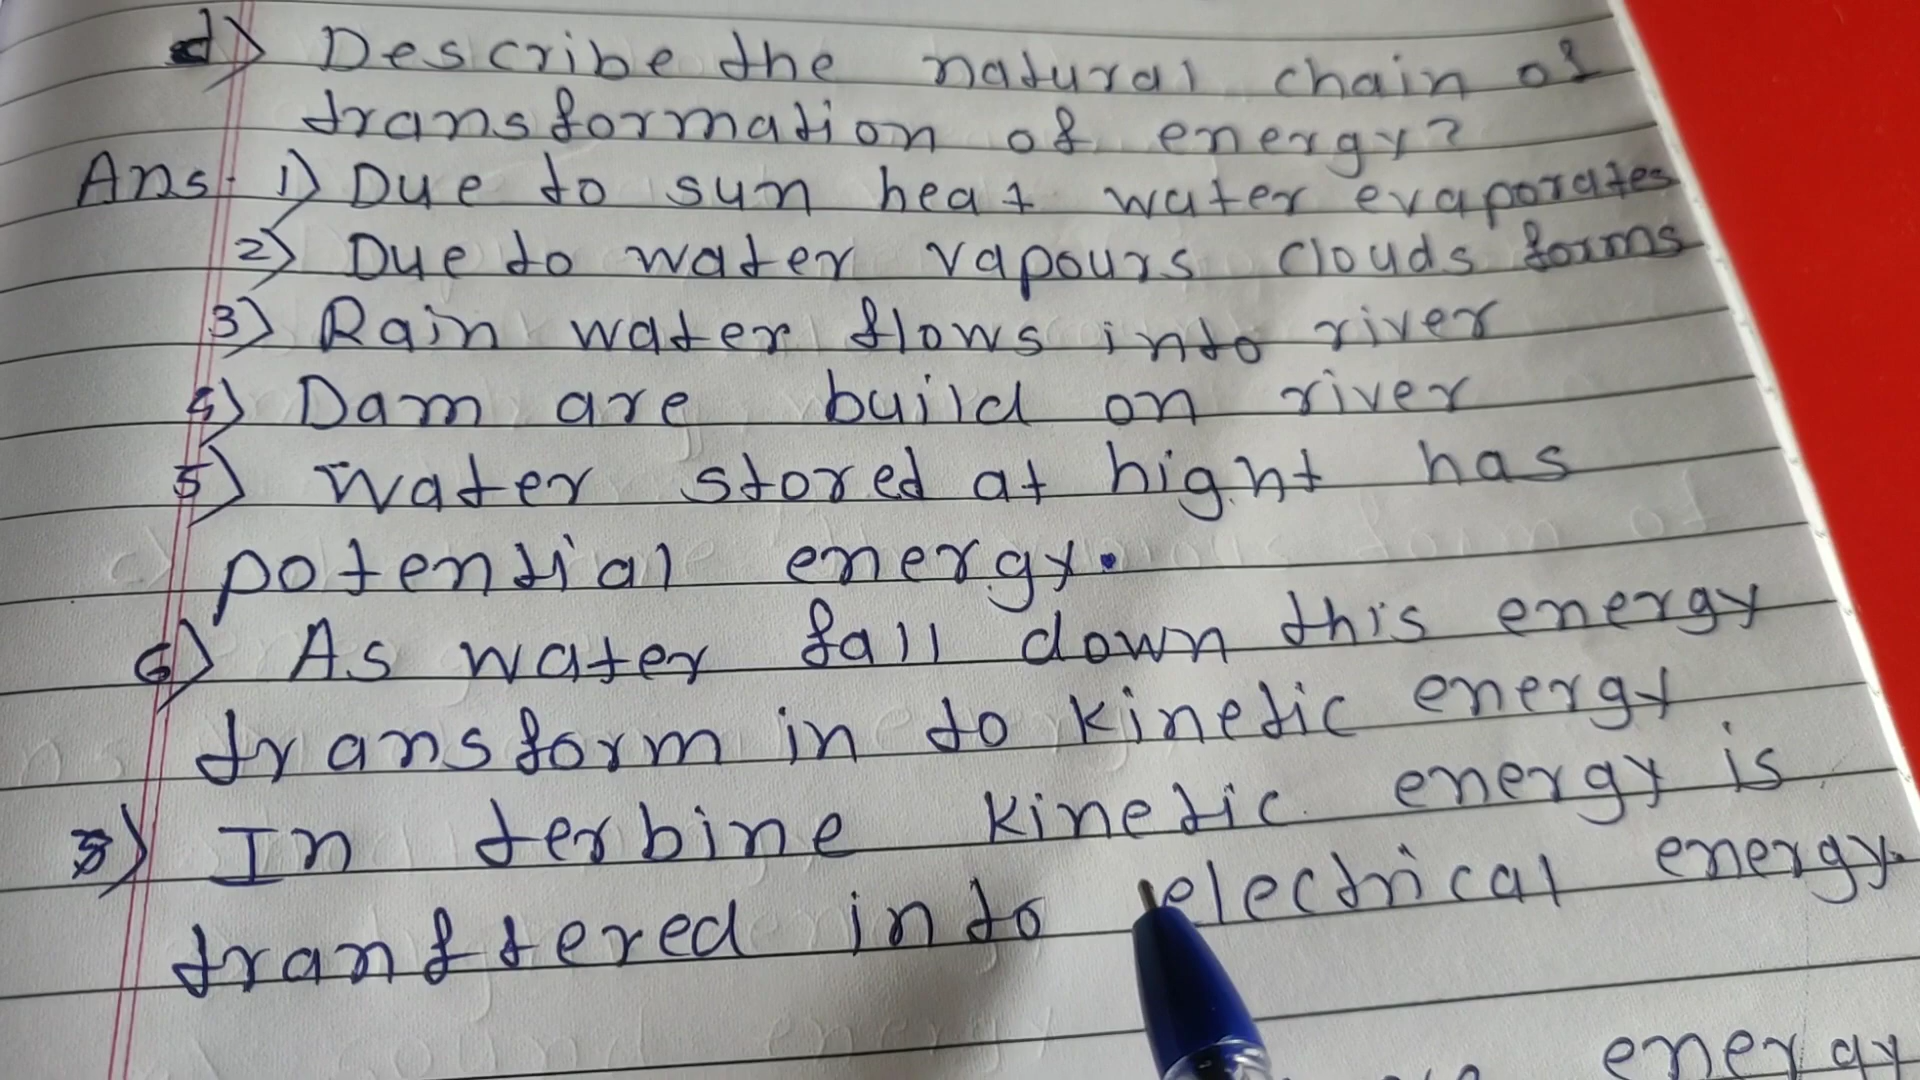 d) Describe the natural chain of
transformation of energy?
Ans. 1) Due to sun heat water evaporates
2) Due to water vapours clouds forms
3) Rain water flows into river
4) Dam are build on river
5) Water stored at hight has
potential energy.
6) As water fall down this energy
transform in to kinetic energy
In terbine kinetic energy is
tranftered into electrical energy.
energy